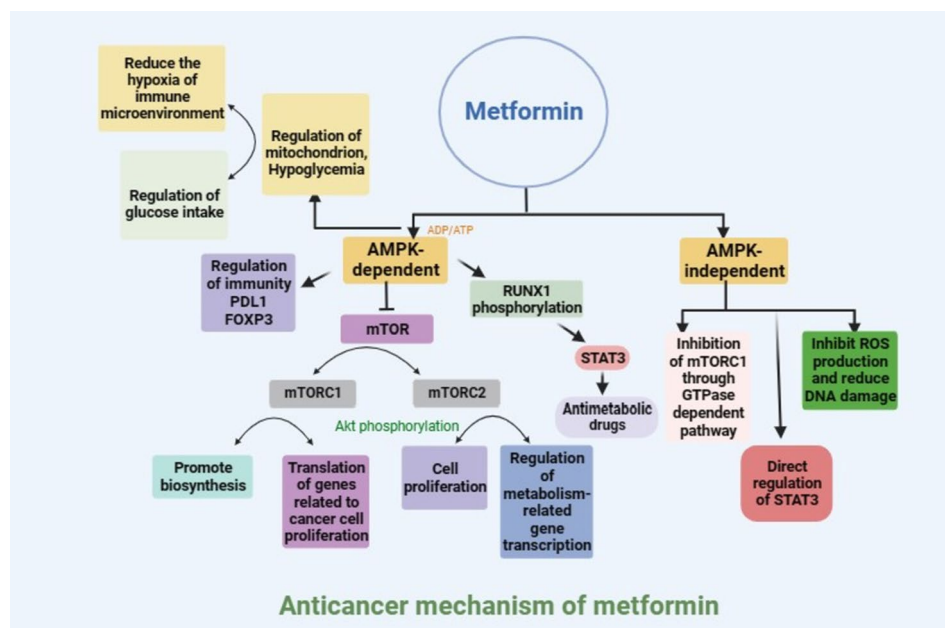 Metformin
Reduce the
hypoxia of
immune
microenvironment
Regulation of
mitochondrion,
Hypoglycemia
Regulation of
glucose intake
ADP/ATP
AMPK-
dependent
AMPK-
independent
Regulation
of immunity
PDL1
FOXP3
RUNX1
phosphorylation
mTOR
STAT3
Inhibition
of mTORC1
through
GTPase
dependent
pathway
Inhibit ROS
production
and reduce
DNA damage
mTORC1
mTORC2
Antimetabolic
drugs
Akt phosphorylation
Promote
biosynthesis
Translation
of genes
related to
cancer cell
proliferation
Cell
proliferation
Regulation
of
metabolism-
related
gene
transcription
Direct
regulation
of STAT3
Anticancer mechanism of metformin